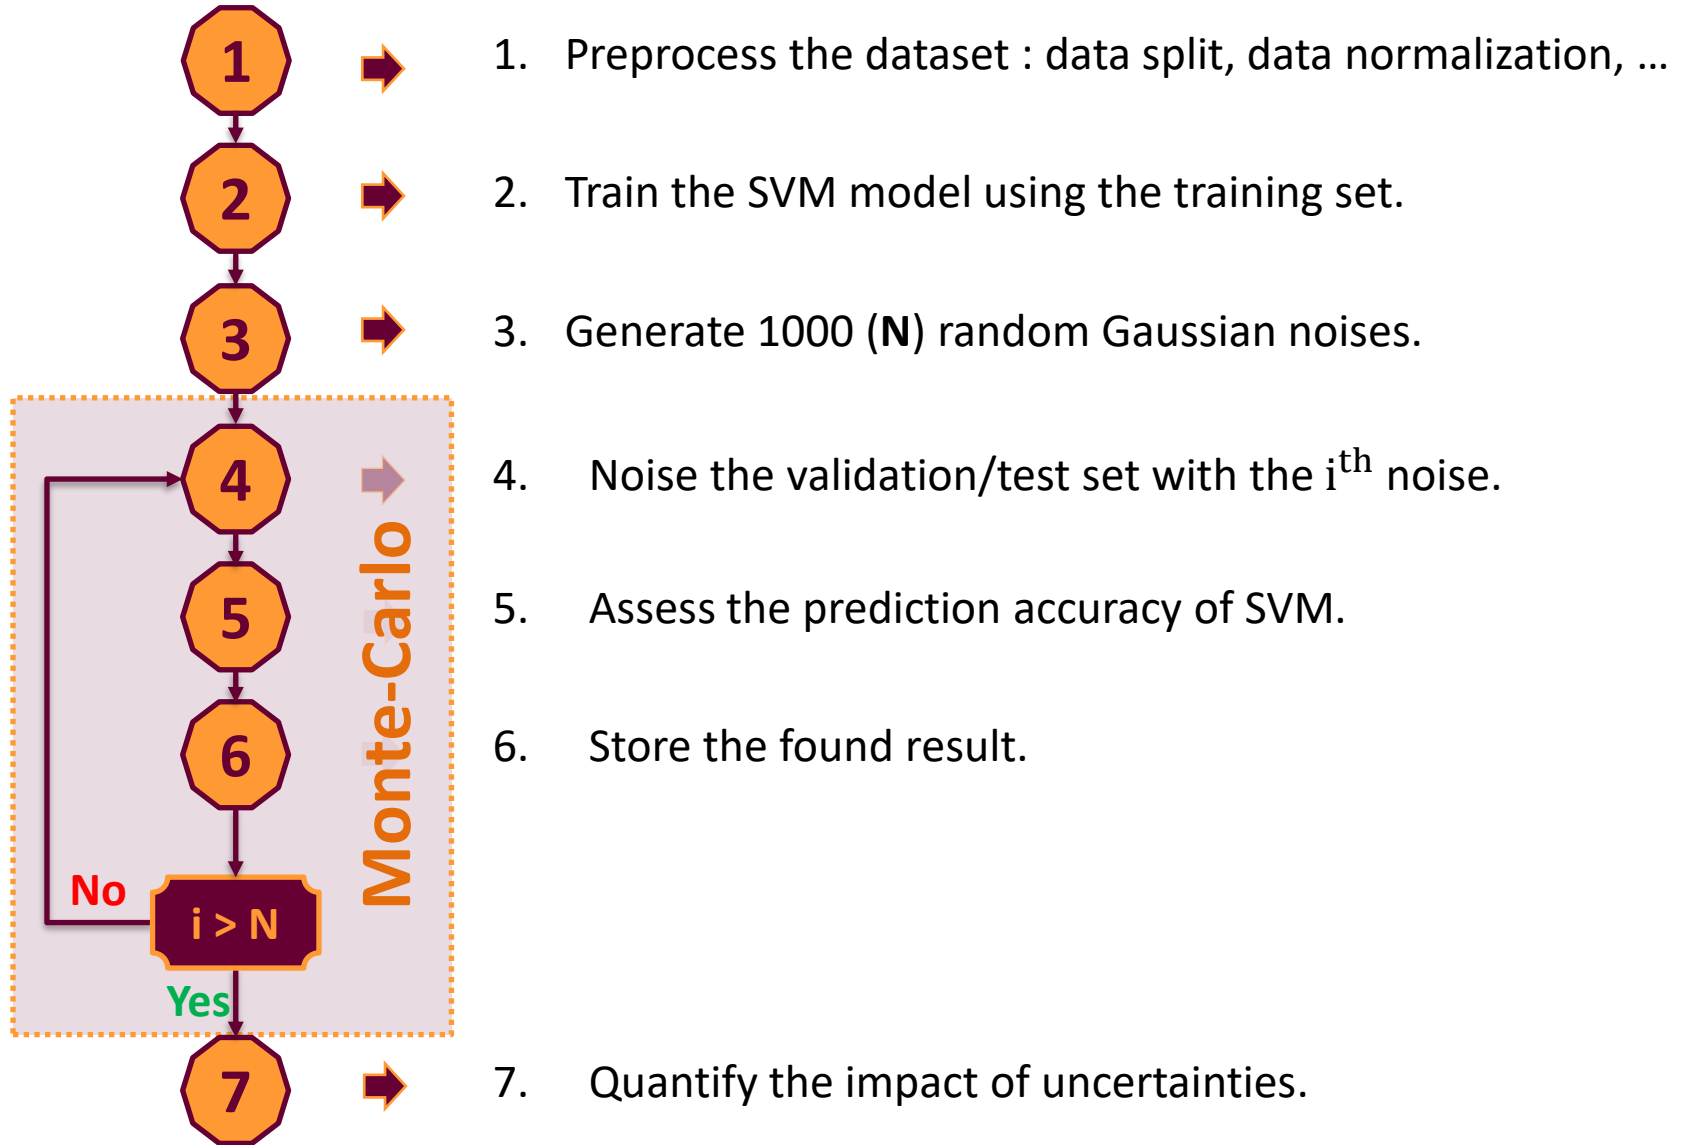 1
1. Preprocess the dataset : data split, data normalization, ...
2
2. Train the SVM model using the training set.
3
3. Generate 1000 (N) random Gaussian noises.
4
4. Noise the validation/test set with the i^th noise.
5
5. Assess the prediction accuracy of SVM.
6
6. Store the found result.
Monte-Carlo
No
i > N
Yes
7
7. Quantify the impact of uncertainties.